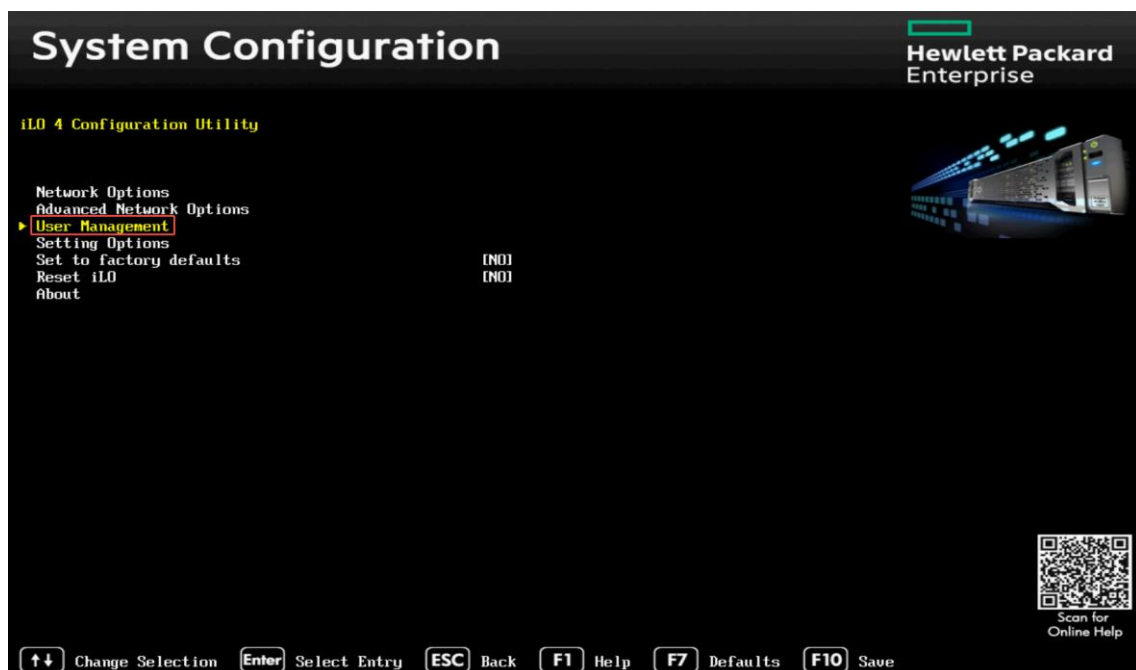 System Configuration
Hewlett Packard
Enterprise
iLO 4 Configuration Utility
Network Options
Advanced Network Options
User Management
Setting Options
Set to factory defaults [NO]
Reset iLO [NO]
About
Scan for
Online Help
↑↓ Change Selection Enter Select Entry ESC Back F1 Help F7 Defaults F10 Save